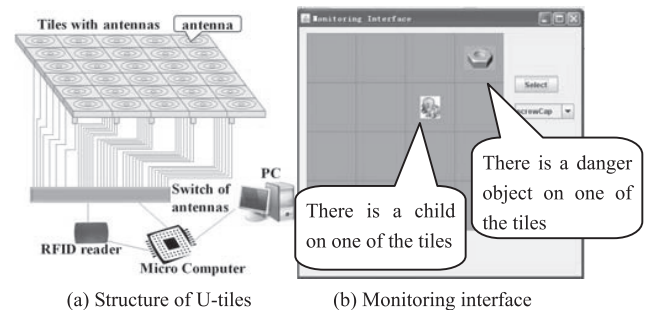 Tiles with antennas
antenna
Switch of
antennas
PC
RFID reader
Micro Computer
(a) Structure of U-tiles
Monitoring Interface
Select
screwCap
There is a child
on one of the tiles
There is a danger
object on one of
the tiles
(b) Monitoring interface